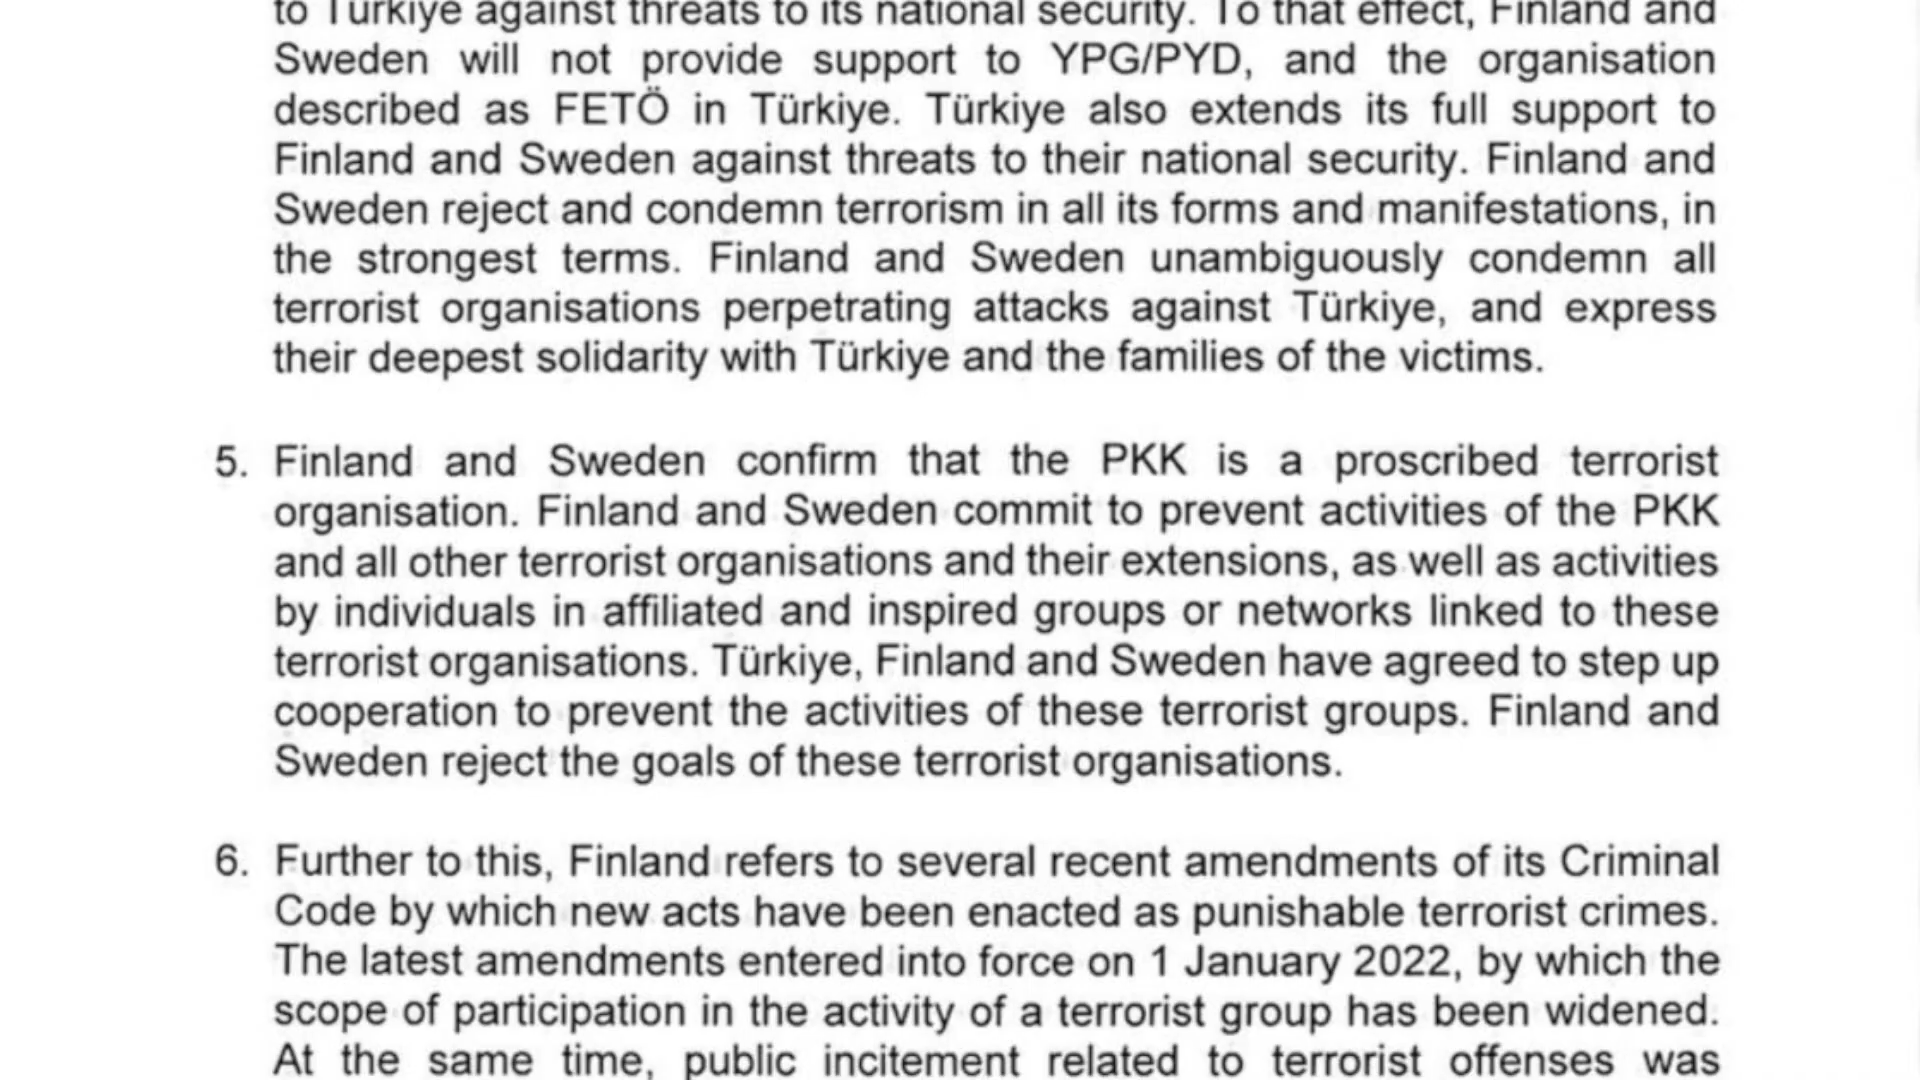 to Türkiye against threats to its national security. To that effect, Finland and
Sweden will not provide support to YPG/PYD, and the organisation
described as FETÖ in Türkiye. Türkiye also extends its full support to
Finland and Sweden against threats to their national security. Finland and
Sweden reject and condemn terrorism in all its forms and manifestations, in
the strongest terms. Finland and Sweden unambiguously condemn all
terrorist organisations perpetrating attacks against Türkiye, and express
their deepest solidarity with Türkiye and the families of the victims.
5. Finland and Sweden confirm that the PKK is a proscribed terrorist
organisation. Finland and Sweden commit to prevent activities of the PKK
and all other terrorist organisations and their extensions, as well as activities
by individuals in affiliated and inspired groups or networks linked to these
terrorist organisations. Türkiye, Finland and Sweden have agreed to step up
cooperation to prevent the activities of these terrorist groups. Finland and
Sweden reject the goals of these terrorist organisations.
6. Further to this, Finland refers to several recent amendments of its Criminal
Code by which new acts have been enacted as punishable terrorist crimes.
The latest amendments entered into force on 1 January 2022, by which the
scope of participation in the activity of a terrorist group has been widened.
At the same time, public incitement related to terrorist offenses was